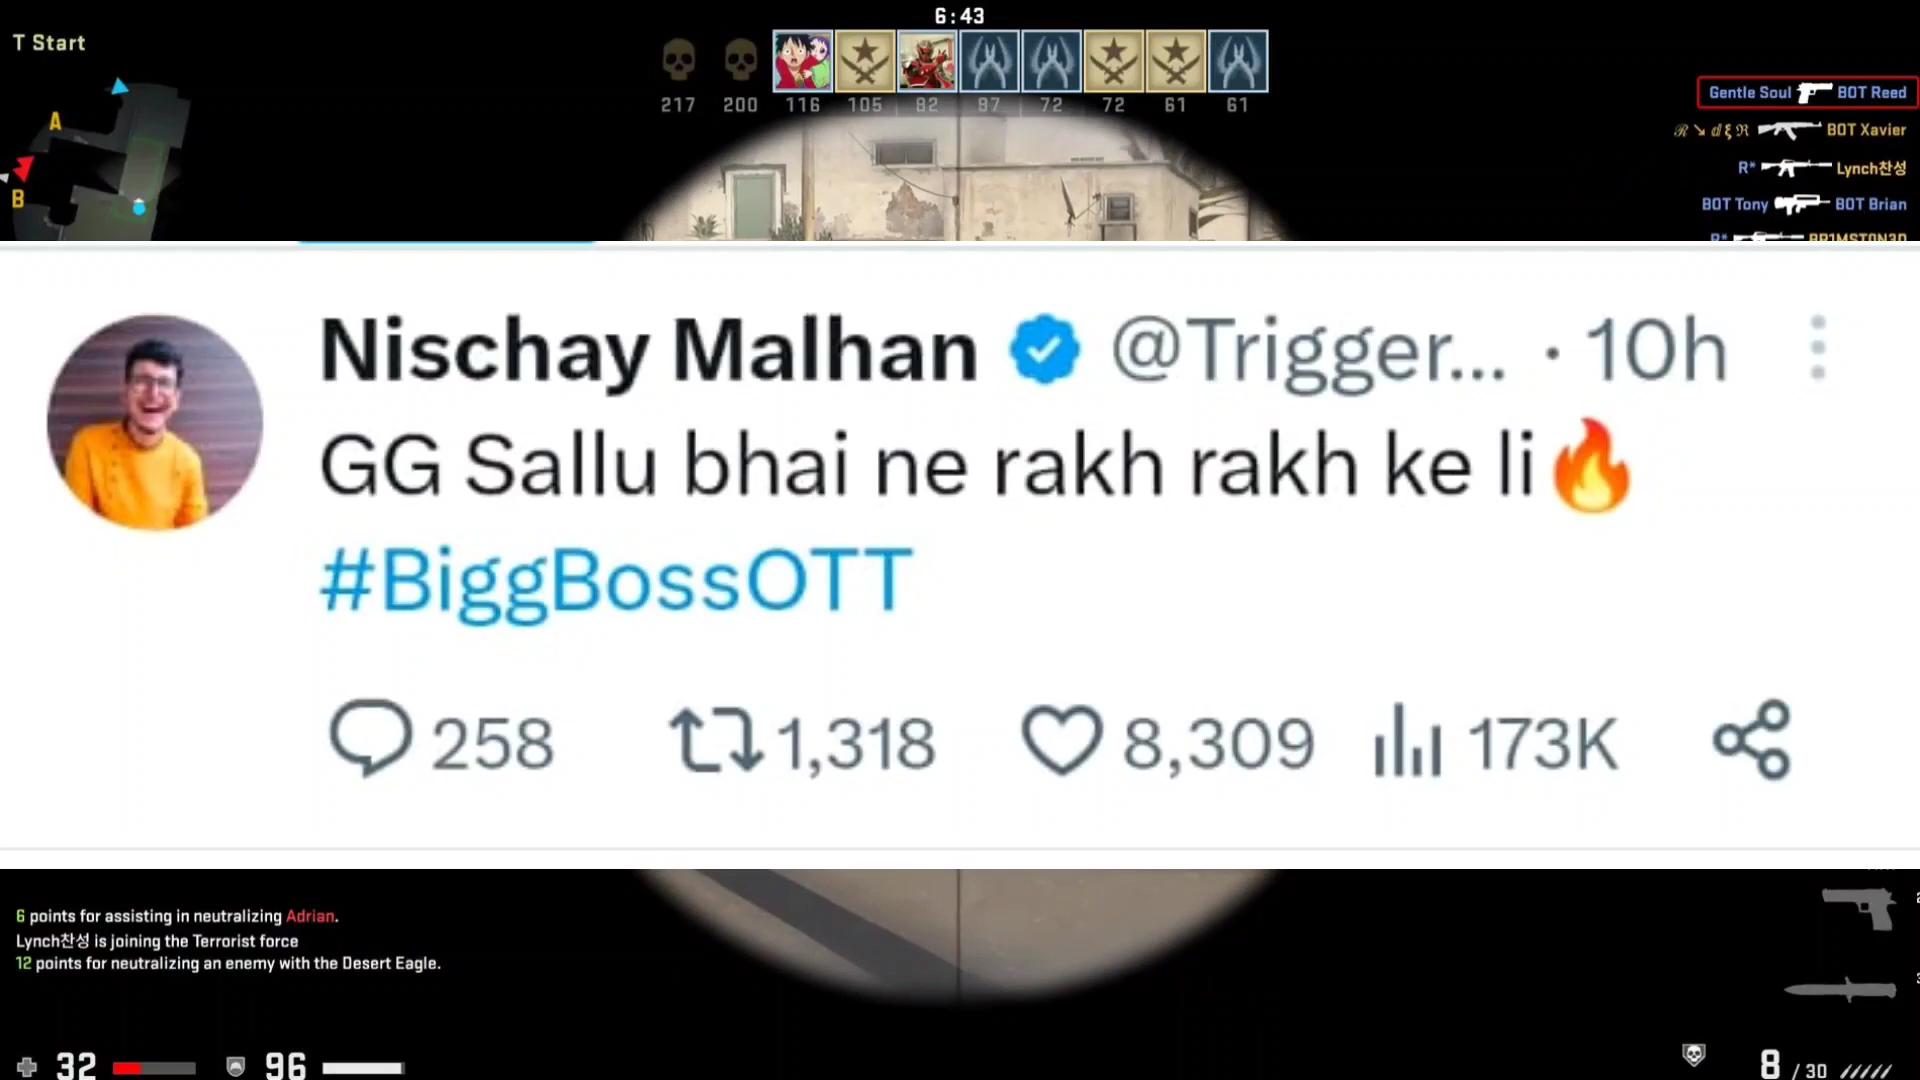 6:43
T Start
217 200 116 105 82 97 72 72 61 61
A
B
Gentle Soul BOT Reed
BOT Xavier
R* Lynch찬성
BOT Tony BOT Brian
R* BR1MST0N3D
Nischay Malhan @Trigger... · 10h
GG Sallu bhai ne rakh rakh ke li🔥
#BiggBossOTT
258 1,318 8,309 173K
6 points for assisting in neutralizing Adrian.
Lynch찬성 is joining the Terrorist force
12 points for neutralizing an enemy with the Desert Eagle.
32 96
8 / 30